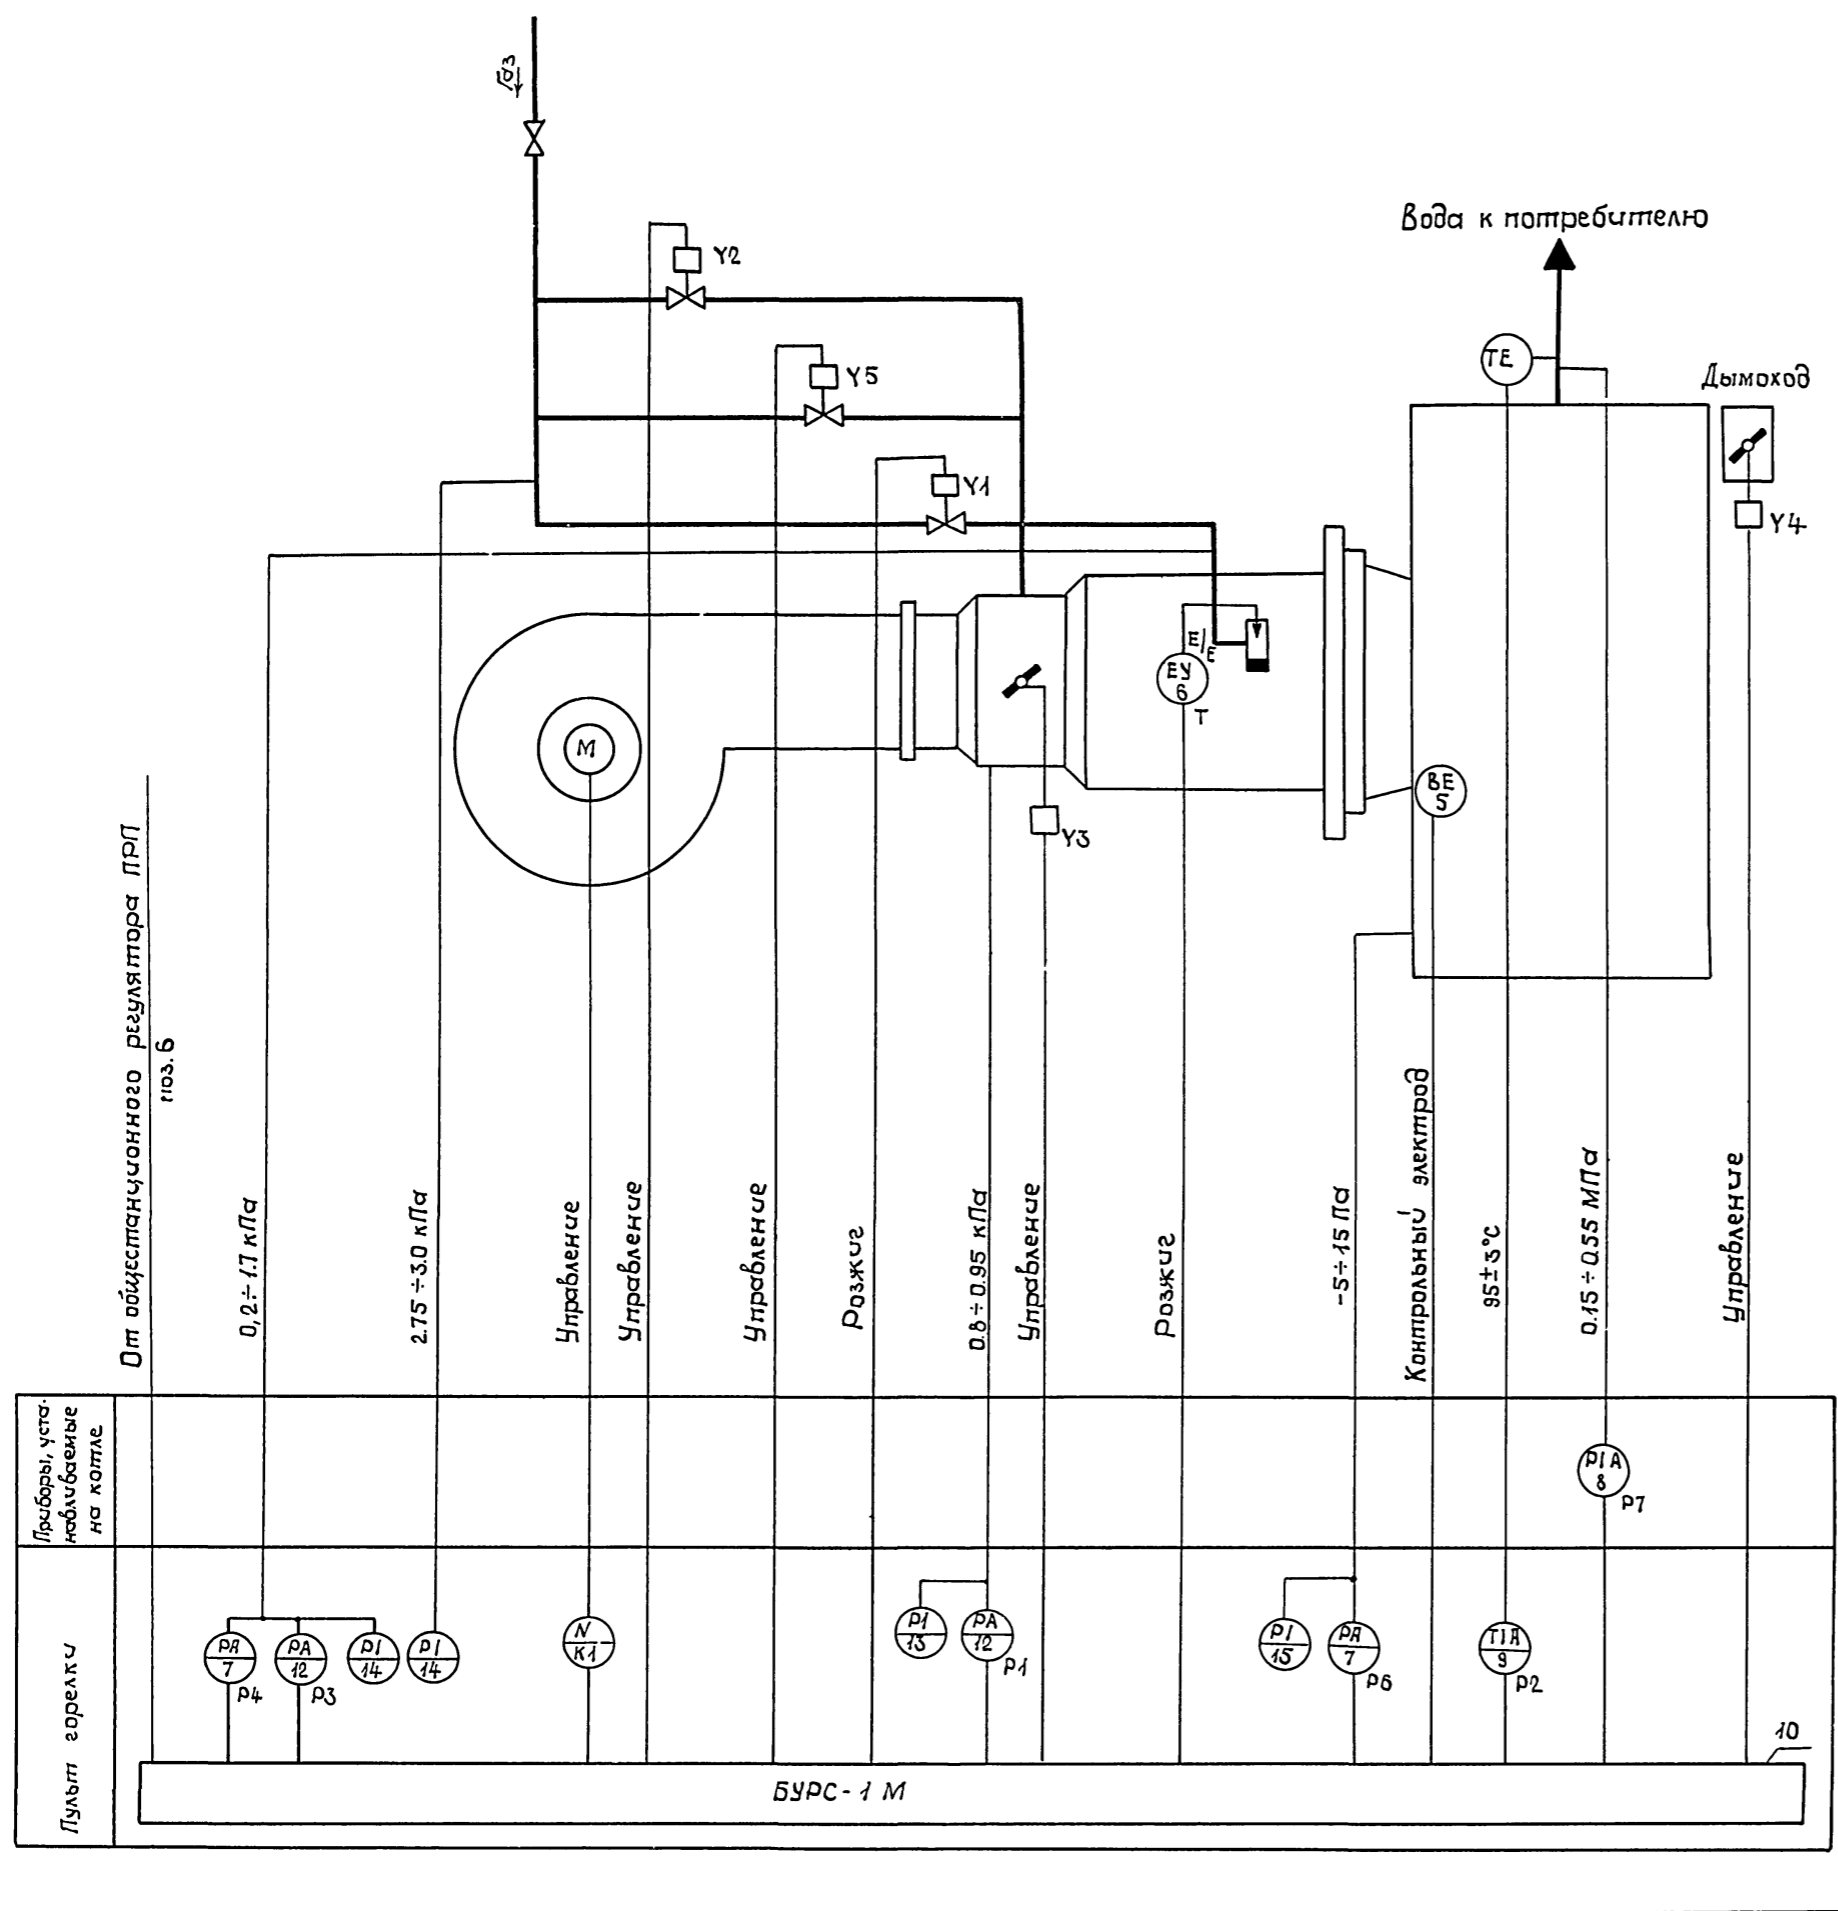 Газ
Y2
Вода к потребителю
TE
Y5
Дымоход
Y1
Y4
E/E
ЕУ
6
T
M
BE
5
Y3
От общестанционного регулятора ПРП
поз. 6
0,2÷1.7 кПа
2.75÷3.0 кПа
Управление
Управление
Управление
Розжиг
0.8÷0.95 кПа
Управление
Розжиг
-5÷15 Па
Контрольный электрод
95±3°С
0.15÷0.55 МПа
Управление
Приборы, уста-
навливаемые
на котле
PIA
8
P7
Пульт горелки
PA
7
P4
PA
12
P3
PI
14
PI
14
N
K1
PI
13
PA
12
P1
PI
15
PA
7
P6
TIA
9
P2
10
БУРС-1 М